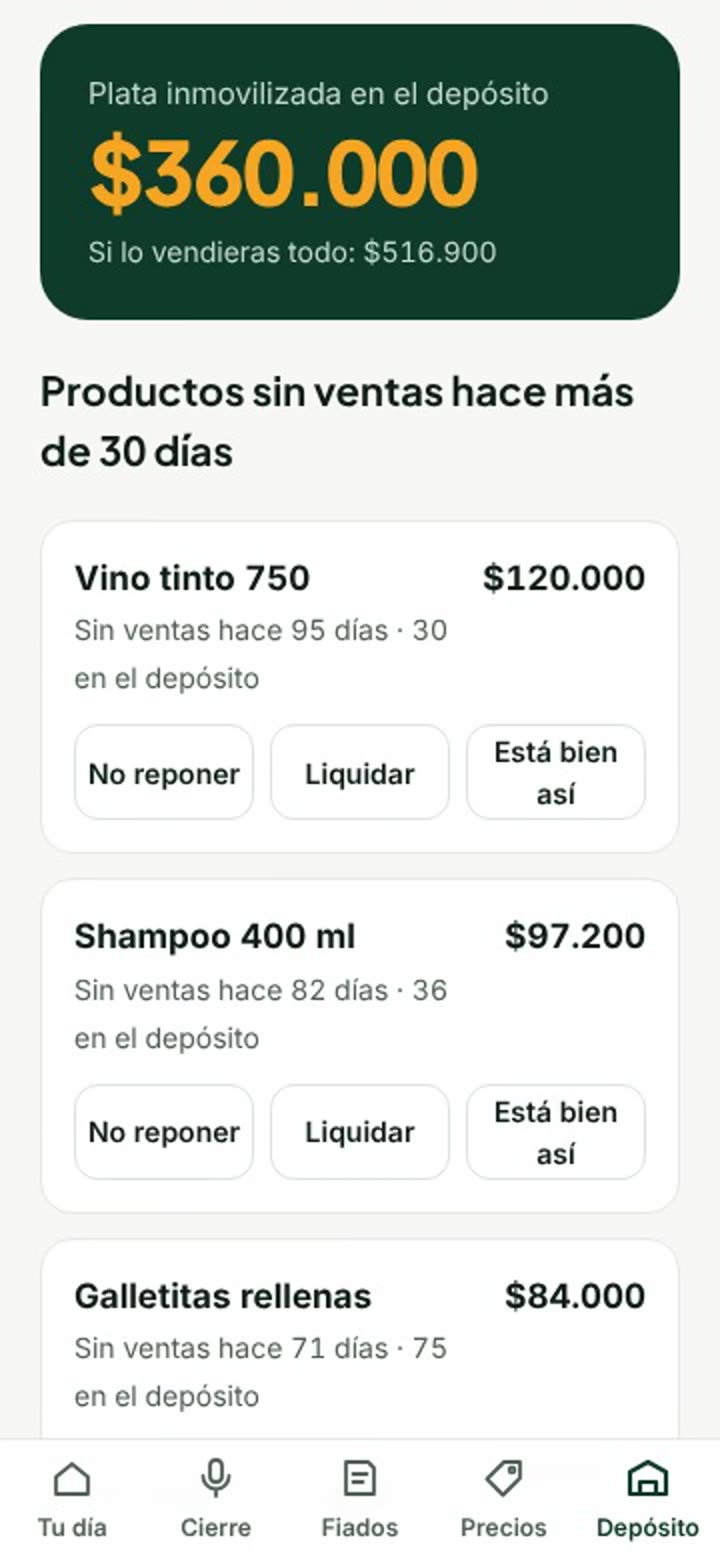 Plata inmovilizada en el depósito
$360.000
Si lo vendieras todo: $516.900
Productos sin ventas hace más
de 30 días
Vino tinto 750 $120.000
Sin ventas hace 95 días · 30
en el depósito
No reponer Liquidar Está bien
así
Shampoo 400 ml $97.200
Sin ventas hace 82 días · 36
en el depósito
No reponer Liquidar Está bien
así
Galletitas rellenas $84.000
Sin ventas hace 71 días · 75
en el depósito
Tu día Cierre Fiados Precios Depósito